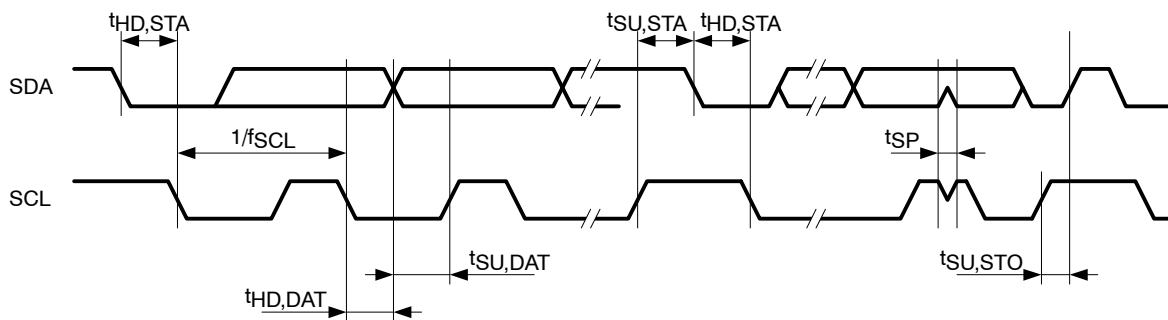 tHD,STA
tSU,STA
tHD,STA
SDA
1/fSCL
tSP
SCL
tSU,DAT
tSU,STO
tHD,DAT